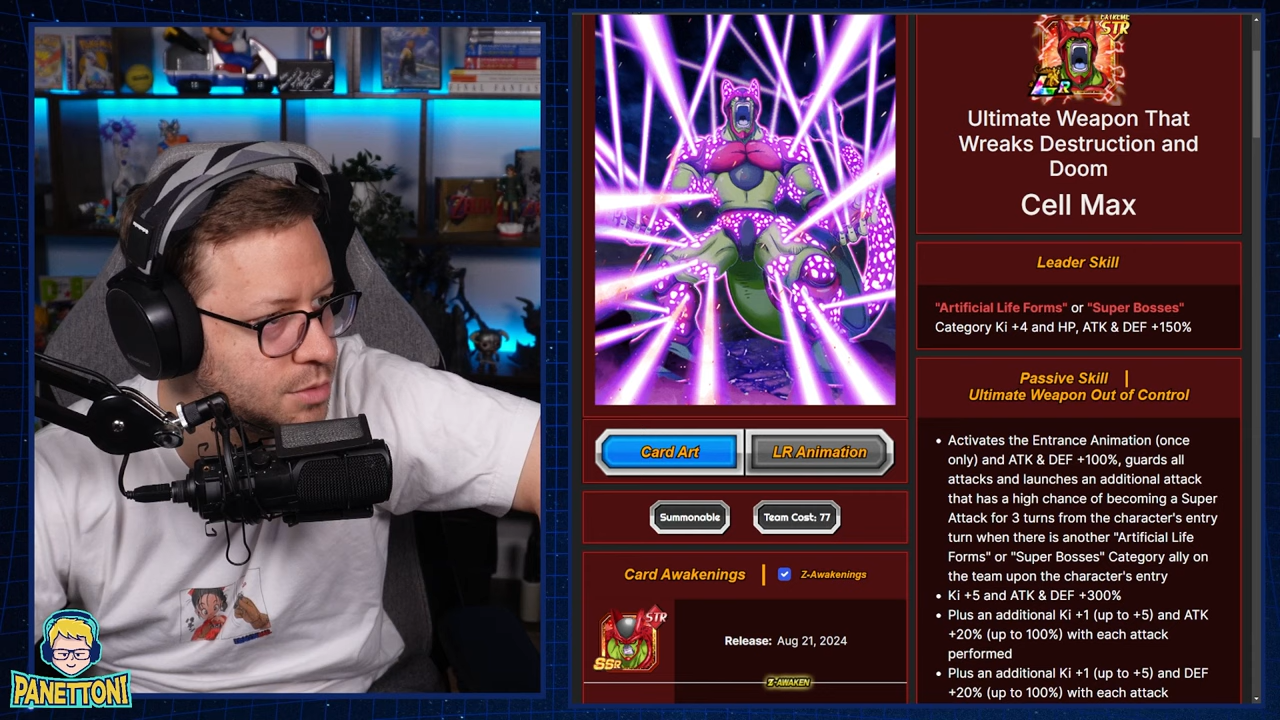 EXTREME
STR
LR
Ultimate Weapon That
Wreaks Destruction and
Doom
Cell Max
Leader Skill
"Artificial Life Forms" or "Super Bosses"
Category Ki +4 and HP, ATK & DEF +150%
Passive Skill |
Ultimate Weapon Out of Control
• Activates the Entrance Animation (once
only) and ATK & DEF +100%, guards all
attacks and launches an additional attack
that has a high chance of becoming a Super
Attack for 3 turns from the character's entry
turn when there is another "Artificial Life
Forms" or "Super Bosses" Category ally on
the team upon the character's entry
• Ki +5 and ATK & DEF +300%
• Plus an additional Ki +1 (up to +5) and ATK
+20% (up to 100%) with each attack
performed
• Plus an additional Ki +1 (up to +5) and DEF
+20% (up to 100%) with each attack
Card Art
LR Animation
Summonable
Team Cost: 77
Card Awakenings | Z-Awakenings
STR
SSR
Release: Aug 21, 2024
Z-AWAKEN
ZELDA
FINAL FANTASY
PANETTONI